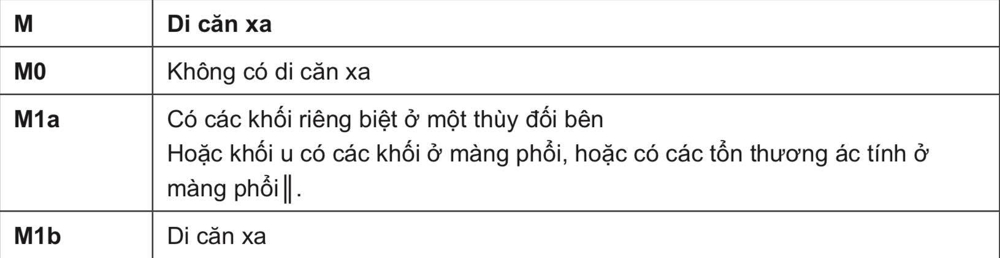 M Di căn xa
M0 Không có di căn xa
M1a Có các khối riêng biệt ở một thùy đối bên
Hoặc khối u có các khối ở màng phổi, hoặc có các tổn thương ác tính ở
màng phổi║.
M1b Di căn xa